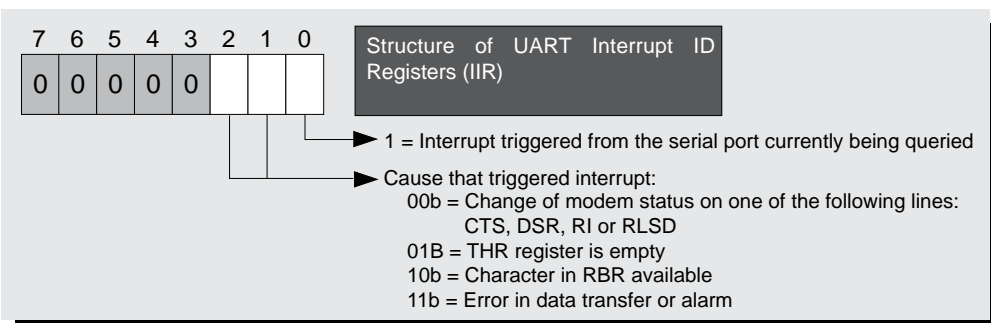 7 6 5 4 3 2 1 0
0 0 0 0 0
Structure of UART Interrupt ID
Registers (IIR)
1 = Interrupt triggered from the serial port currently being queried
Cause that triggered interrupt:
00b = Change of modem status on one of the following lines:
CTS, DSR, RI or RLSD
01B = THR register is empty
10b = Character in RBR available
11b = Error in data transfer or alarm